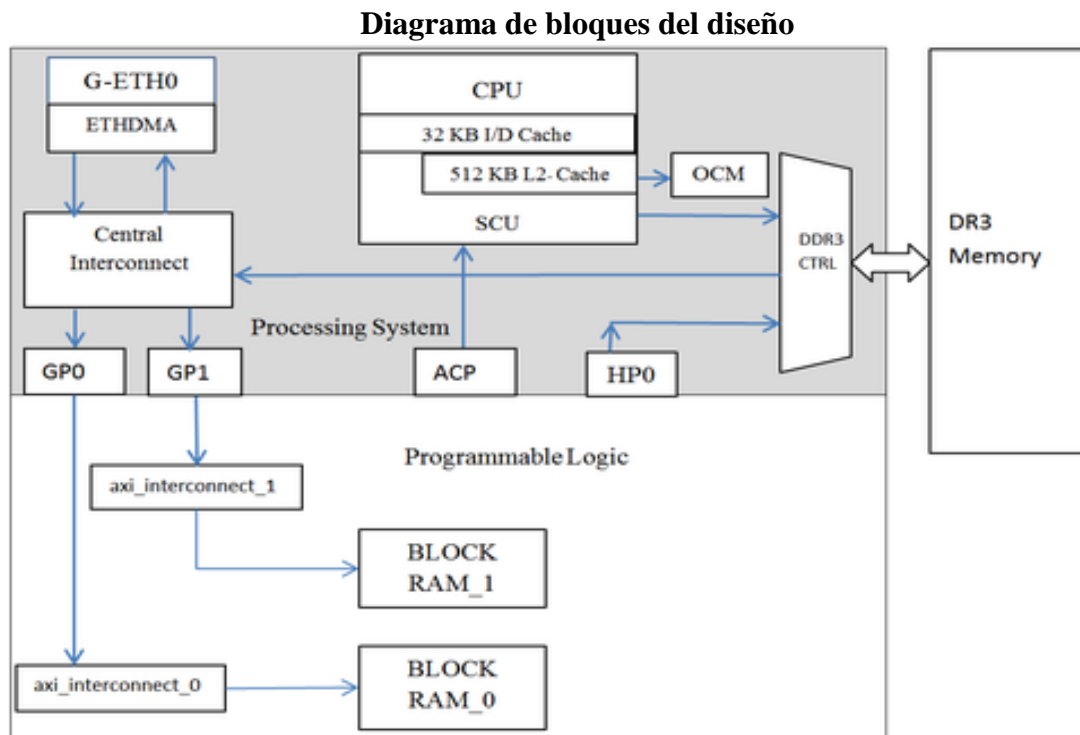 Diagrama de bloques del diseño
G-ETH0
ETHDMA
CPU
32 KB I/D Cache
512 KB L2- Cache
SCU
OCM
DDR3
CTRL
DR3
Memory
Central
Interconnect
Processing System
GP0
GP1
ACP
HP0
Programmable Logic
axi_interconnect_1
BLOCK
RAM_1
axi_interconnect_0
BLOCK
RAM_0